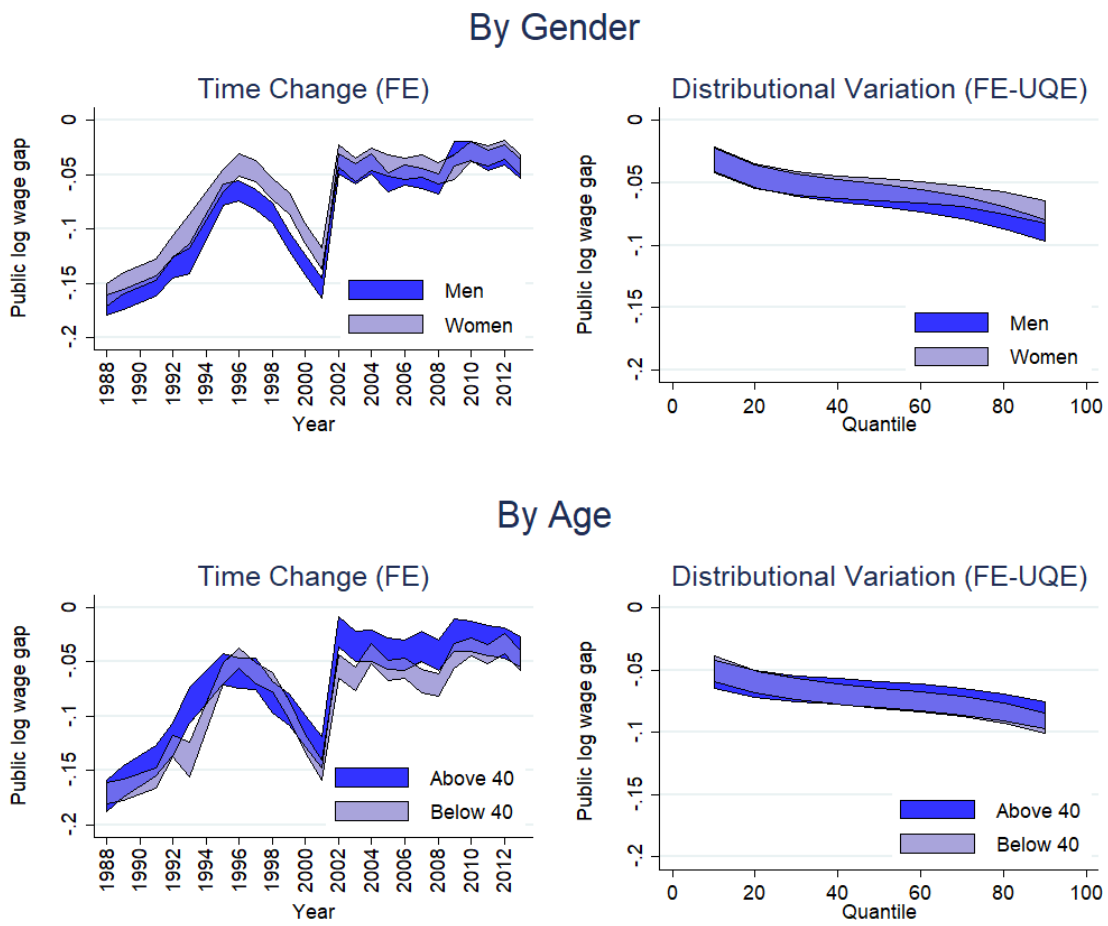 By Gender
Time Change (FE)
Public log wage gap
0
-.05
-.1
-.15
-.2
Men
Women
1988
1990
1992
1994
1996
1998
2000
2002
2004
2006
2008
2010
2012
Year
Distributional Variation (FE-UQE)
Public log wage gap
0
-.05
-.1
-.15
-.2
Men
Women
0 20 40 60 80 100
Quantile
By Age
Time Change (FE)
Public log wage gap
0
-.05
-.1
-.15
-.2
Above 40
Below 40
1988
1990
1992
1994
1996
1998
2000
2002
2004
2006
2008
2010
2012
Year
Distributional Variation (FE-UQE)
Public log wage gap
0
-.05
-.1
-.15
-.2
Above 40
Below 40
0 20 40 60 80 100
Quantile